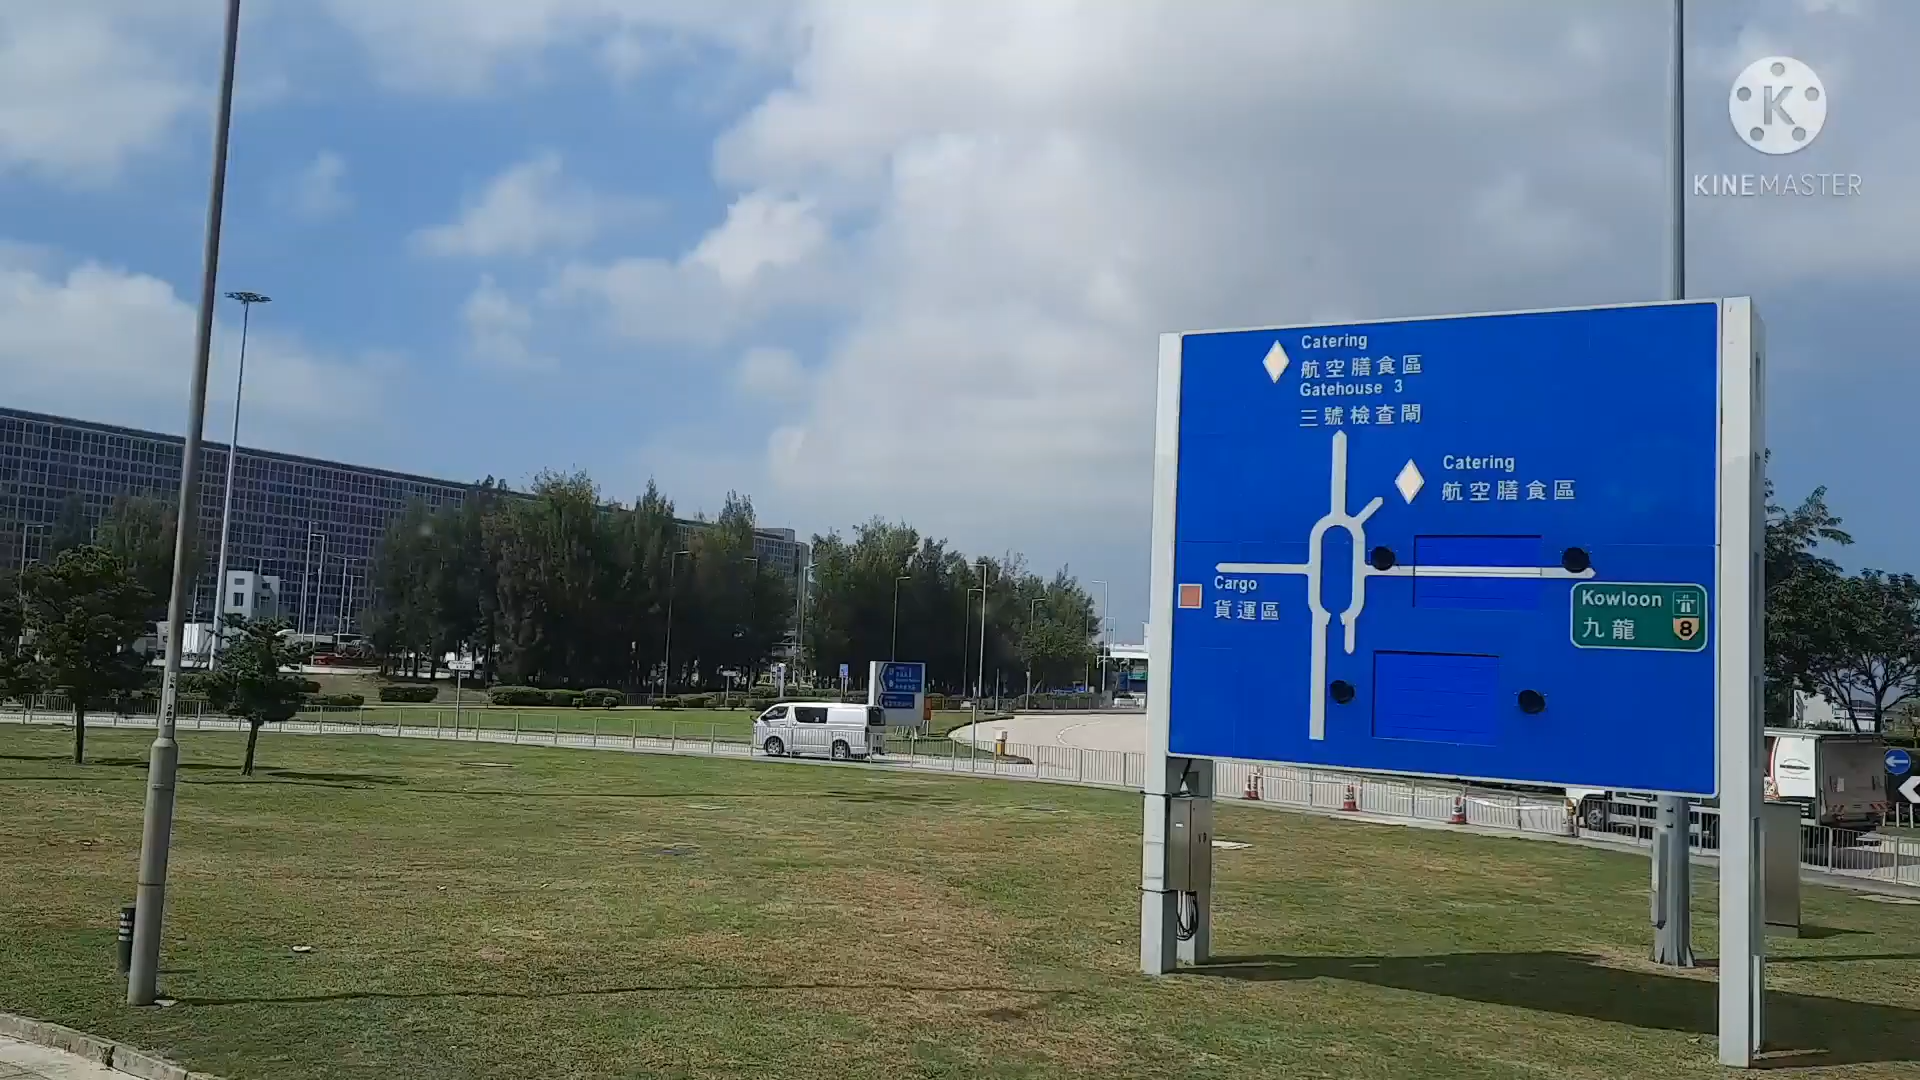 K
KINEMASTER
Catering
航空膳食區
Gatehouse 3
三號檢查閘
Catering
航空膳食區
Cargo
貨運區
Kowloon
九龍
8